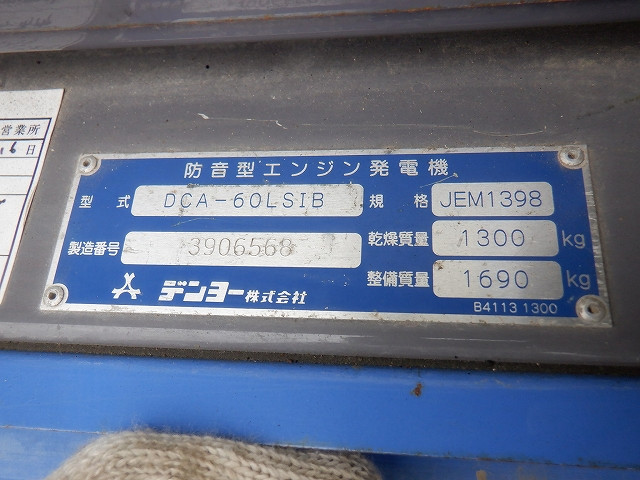 営業所
6日
防音型エンジン発電機
型式 DCA-60LSIB 規格 JEM1398
製造番号 3906568 乾燥質量 1300 kg
整備質量 1690 kg
デンヨー株式会社
B4113 1300